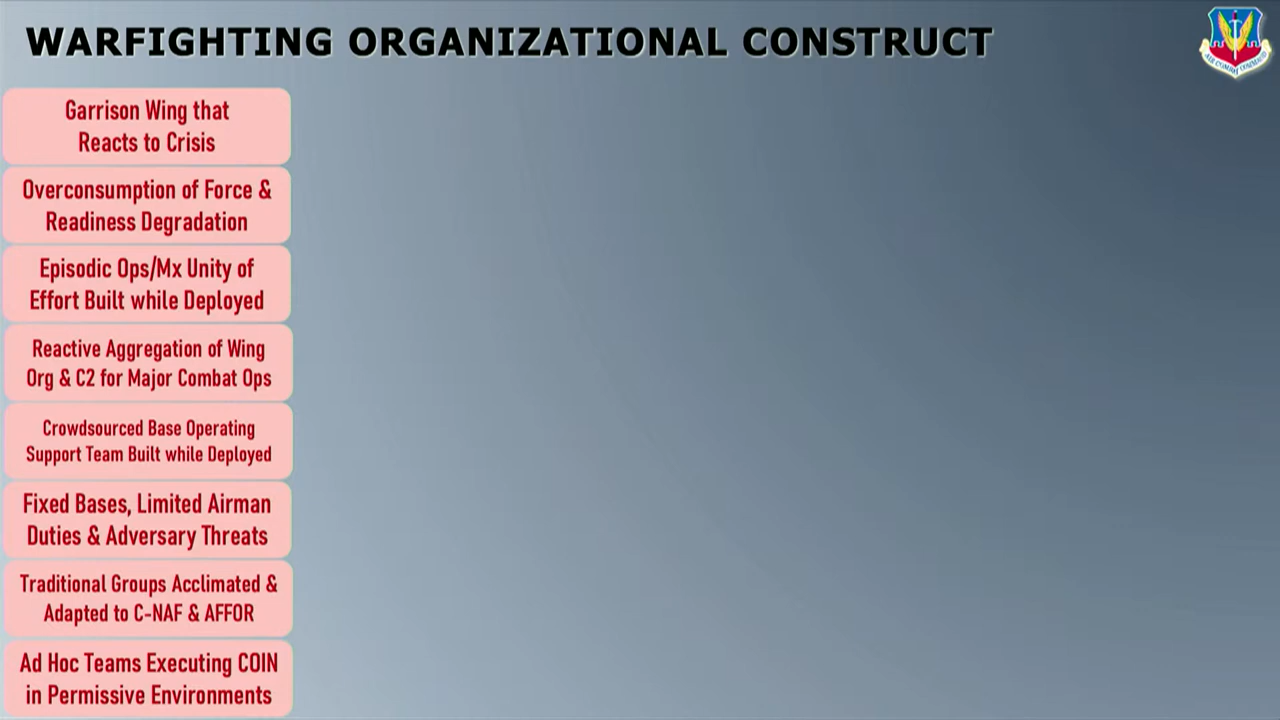 WARFIGHTING ORGANIZATIONAL CONSTRUCT
AIR COMBAT COMMAND
Garrison Wing that
Reacts to Crisis
Overconsumption of Force &
Readiness Degradation
Episodic Ops/Mx Unity of
Effort Built while Deployed
Reactive Aggregation of Wing
Org & C2 for Major Combat Ops
Crowdsourced Base Operating
Support Team Built while Deployed
Fixed Bases, Limited Airman
Duties & Adversary Threats
Traditional Groups Acclimated &
Adapted to C-NAF & AFFOR
Ad Hoc Teams Executing COIN
in Permissive Environments